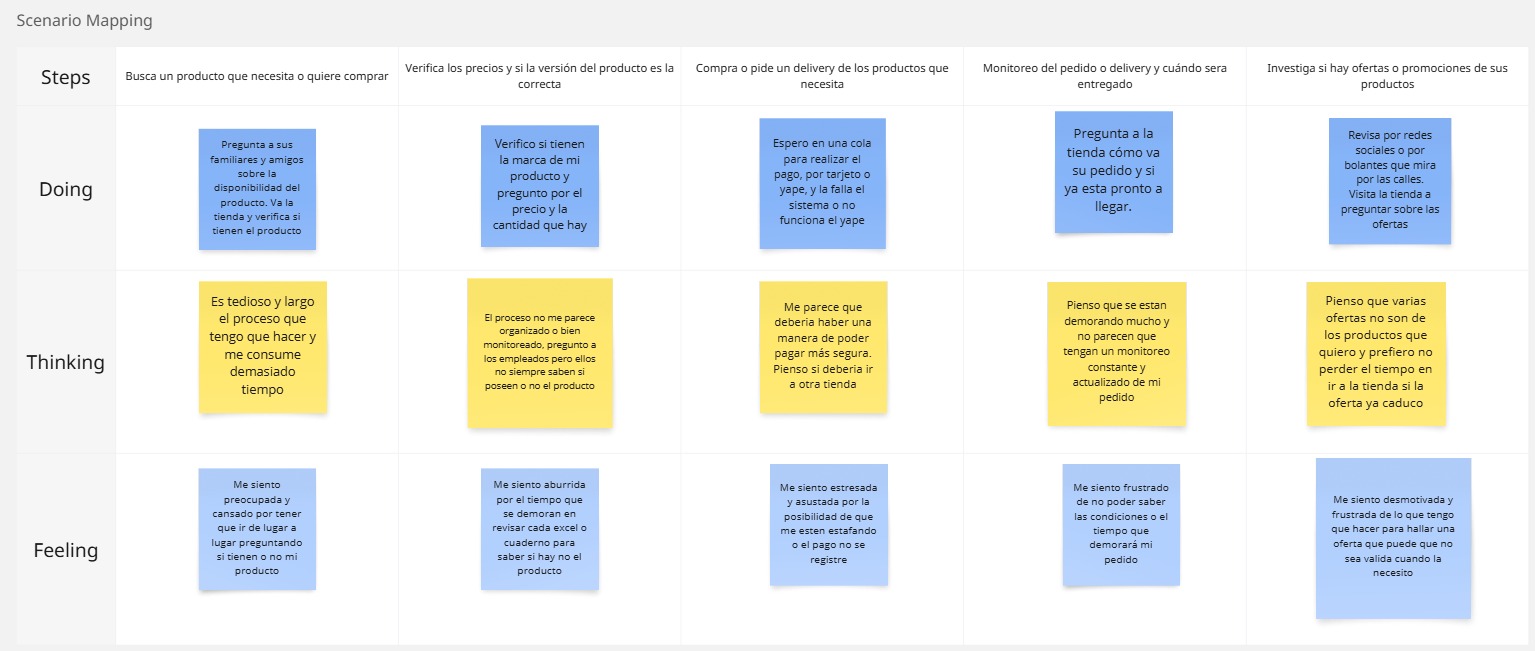 Scenario Mapping
Steps
Busca un producto que necesita o quiere comprar
Verifica los precios y si la versión del producto es la
correcta
Compra o pide un delivery de los productos que
necesita
Monitoreo del pedido o delivery y cuándo sera
entregado
Investiga si hay ofertas o promociones de sus
productos
Doing
Pregunta a sus
familiares y amigos
sobre la
disponibilidad del
producto. Va la
tienda y verifica si
tienen el producto
Verifico si tienen
la marca de mi
producto y
pregunto por el
precio y la
cantidad que hay
Espero en una cola
para realizar el
pago, por tarjeto o
yape, y la falla el
sistema o no
funciona el yape
Pregunta a la
tienda cómo va
su pedido y si
ya esta pronto a
llegar.
Revisa por redes
sociales o por
bolantes que mira
por las calles.
Visita la tienda a
preguntar sobre las
ofertas
Thinking
Es tedioso y largo
el proceso que
tengo que hacer y
me consume
demasiado
tiempo
El proceso no me parece
organizado o bien
monitoreado, pregunto a
los empleados pero ellos
no siempre saben si
poseen o no el producto
Me parece que
deberia haber una
manera de poder
pagar más segura.
Pienso si deberia ir
a otra tienda
Pienso que se estan
demorando mucho y
no parecen que
tengan un monitoreo
constante y
actualizado de mi
pedido
Pienso que varias
ofertas no son de
los productos que
quiero y prefiero no
perder el tiempo en
ir a la tienda si la
oferta ya caduco
Feeling
Me siento
preocupada y
cansado por tener
que ir de lugar a
lugar preguntando
si tienen o no mi
producto
Me siento aburrida
por el tiempo que
se demoran en
revisar cada excel o
cuaderno para
saber si hay no el
producto
Me siento estresada
y asustada por la
posibilidad de que
me esten estafando
o el pago no se
registre
Me siento frustrado
de no poder saber
las condiciones o el
tiempo que
demorará mi
pedido
Me siento desmotivada y
frustrada de lo que tengo
que hacer para hallar una
oferta que puede que no
sea valida cuando la
necesito